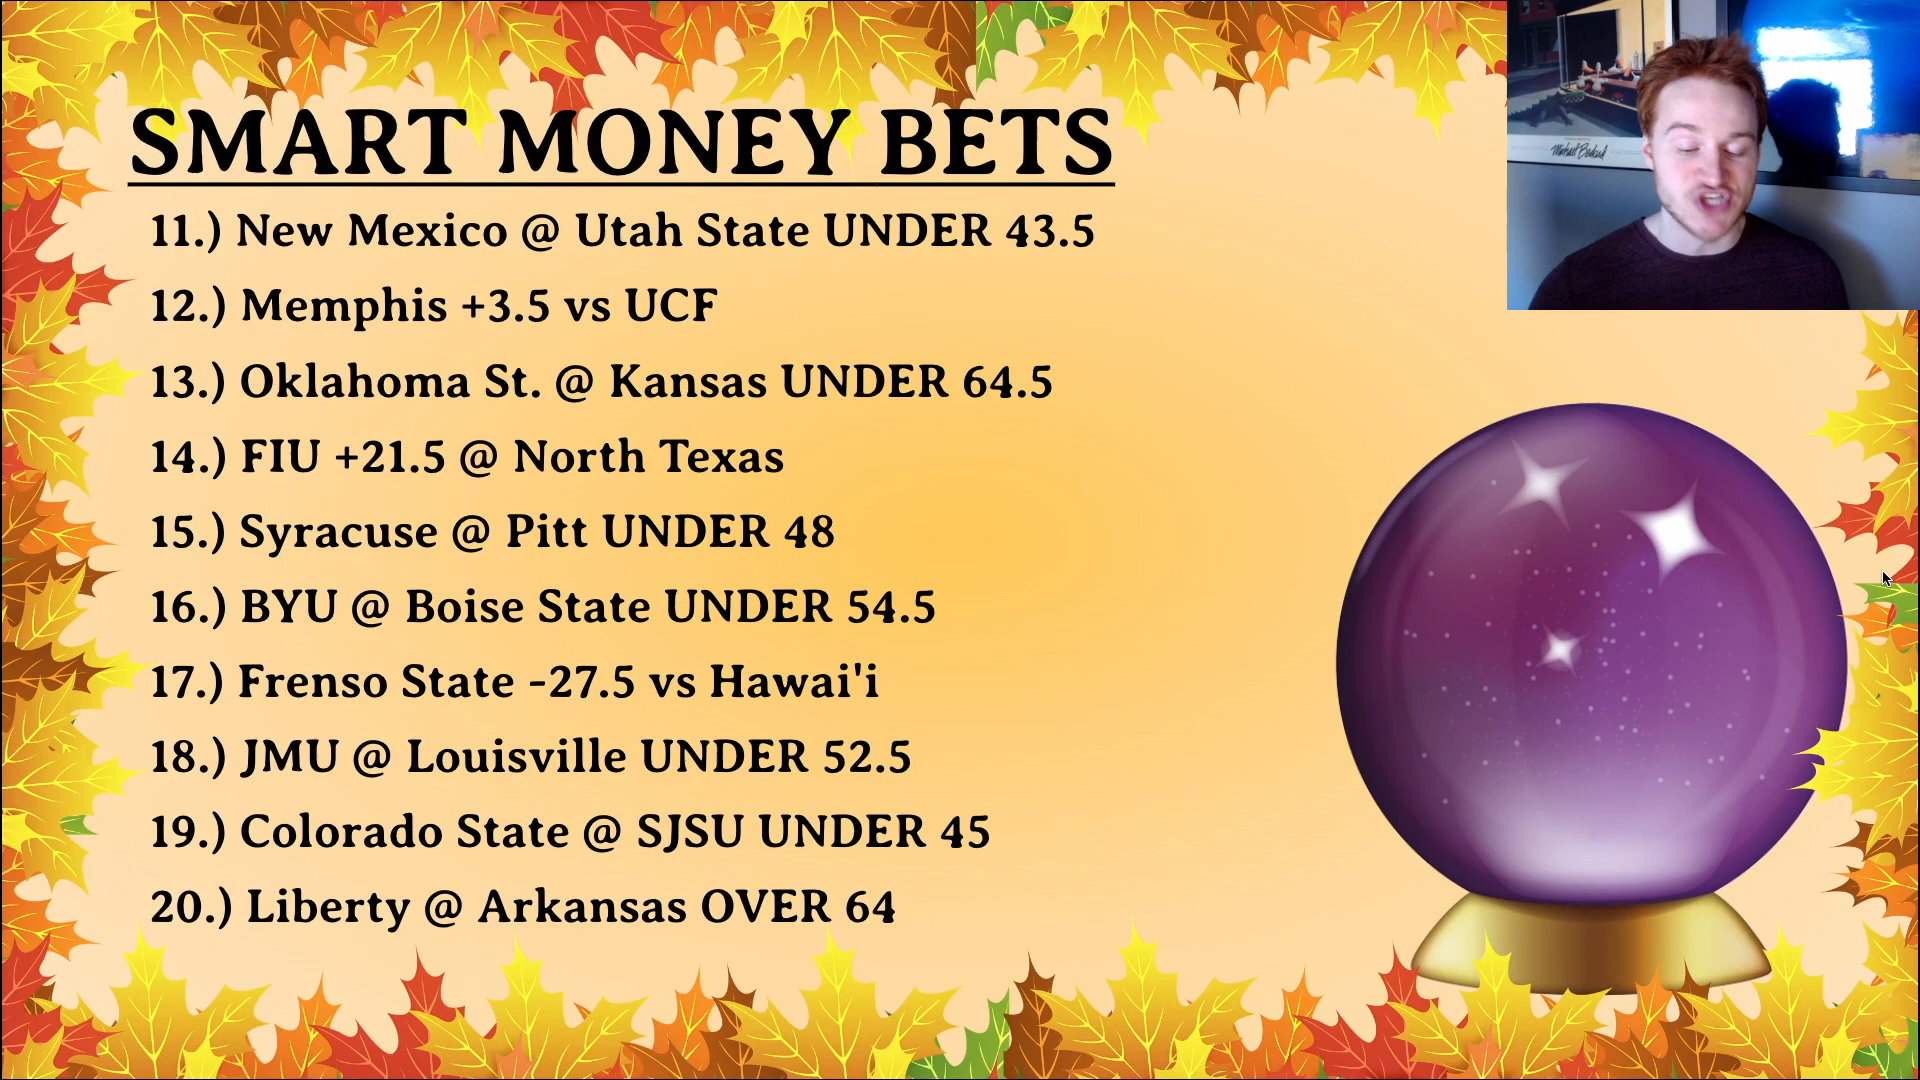 SMART MONEY BETS
11.) New Mexico @ Utah State UNDER 43.5
12.) Memphis +3.5 vs UCF
13.) Oklahoma St. @ Kansas UNDER 64.5
14.) FIU +21.5 @ North Texas
15.) Syracuse @ Pitt UNDER 48
16.) BYU @ Boise State UNDER 54.5
17.) Frenso State -27.5 vs Hawai'i
18.) JMU @ Louisville UNDER 52.5
19.) Colorado State @ SJSU UNDER 45
20.) Liberty @ Arkansas OVER 64